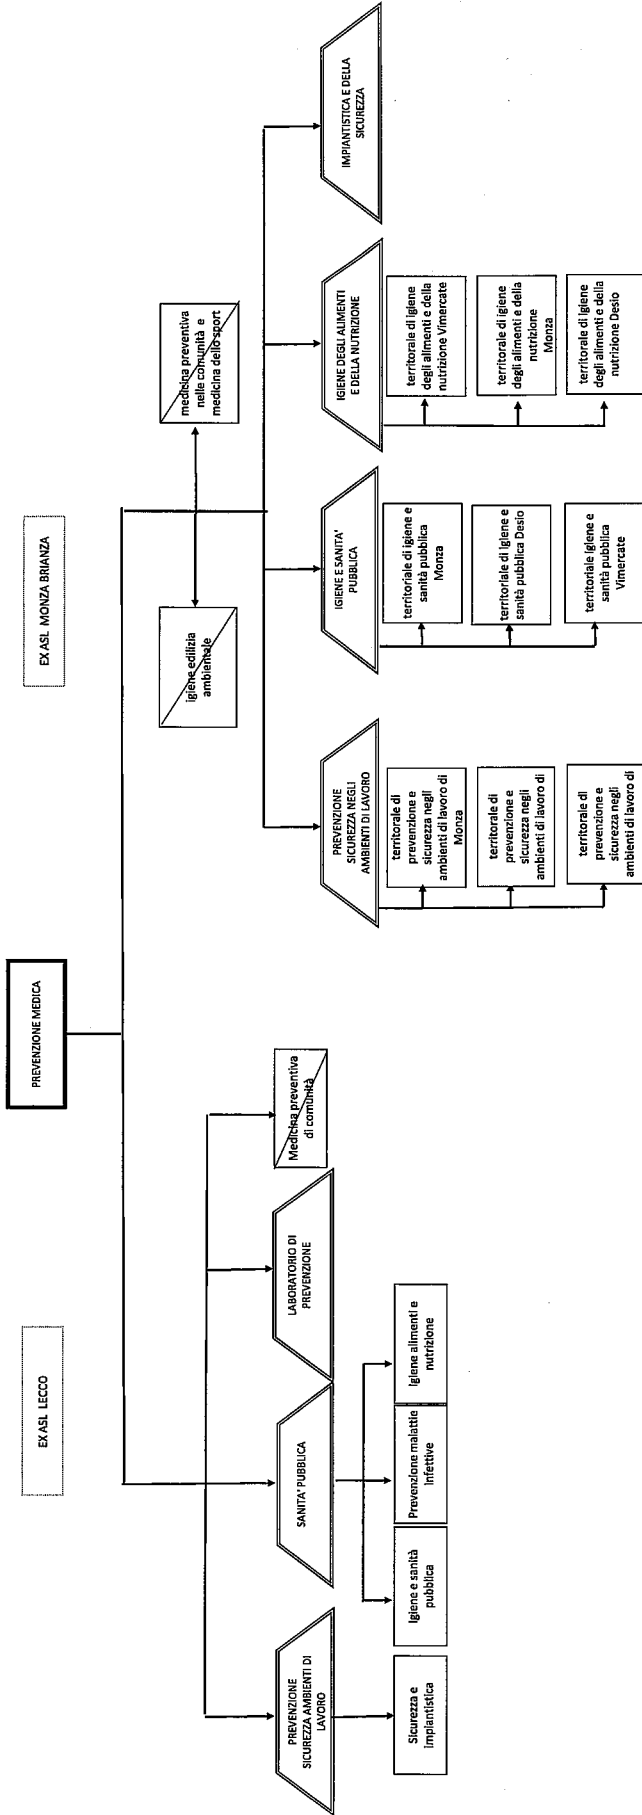 PREVENZIONE MEDICA
EX ASL LECCO
EX ASL MONZA BRIANZA
PREVENZIONE
SICUREZZA AMBIENTI DI
LAVORO
SANITA' PUBBLICA
LABORATORIO DI
PREVENZIONE
Medicina preventiva
di comunità
Sicurezza e
impiantistica
Igiene e sanità
pubblica
Prevenzione malattie
infettive
Igiene alimenti e
nutrizione
igiene edilizia
ambientale
medicina preventiva
nelle comunità e
medicina dello sport
PREVENZIONE
SICUREZZA NEGLI
AMBIENTI DI LAVORO
territorale di
prevenzione e
sicurezza negli
ambienti di lavoro di
Monza
territorale di
prevenzione e
sicurezza negli
ambienti di lavoro di
territorale di
prevenzione e
sicurezza negli
ambienti di lavoro di
IGIENE E SANITA'
PUBBLICA
territoriale di igiene e
sanità pubblica
Monza
territoriale di igiene e
sanità pubblica Desio
territoriale igiene e
sanità pubblica
Vimercate
IGIENE DEGLI ALIMENTI
E DELLA NUTRIZIONE
territorale di igiene
degli alimenti e della
nutrizione Vimercate
territorale di igiene
degli alimenti e della
nutrizione
Monza
territorale di igiene
degli alimenti e della
nutrizione Desio
IMPIANTISTICA E DELLA
SICUREZZA